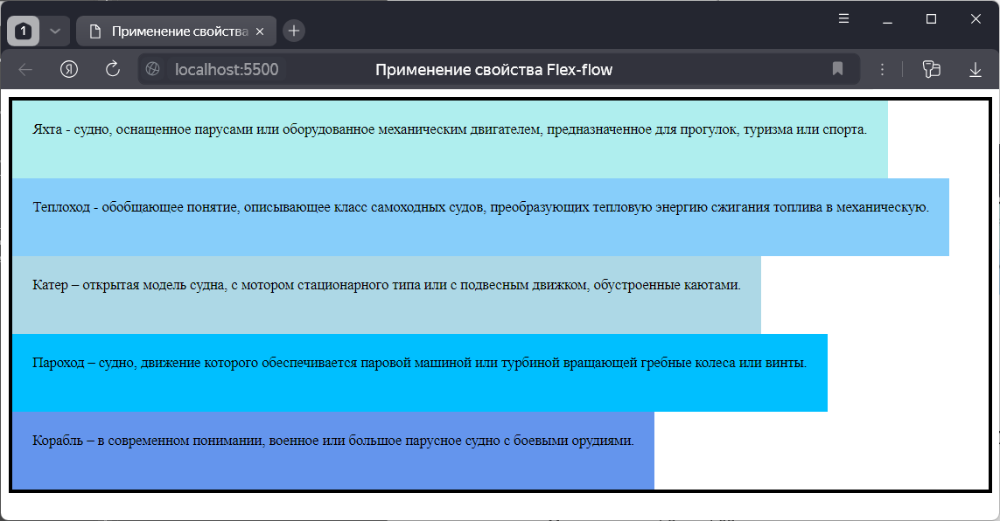 1
Применение свойства
Я
localhost:5500
Применение свойства Flex-flow
Яхта - судно, оснащенное парусами или оборудованное механическим двигателем, предназначенное для прогулок, туризма или спорта.
Теплоход - обобщающее понятие, описывающее класс самоходных судов, преобразующих тепловую энергию сжигания топлива в механическую.
Катер – открытая модель судна, с мотором стационарного типа или с подвесным движком, обустроенные каютами.
Пароход – судно, движение которого обеспечивается паровой машиной или турбиной вращающей гребные колеса или винты.
Корабль – в современном понимании, военное или большое парусное судно с боевыми орудиями.